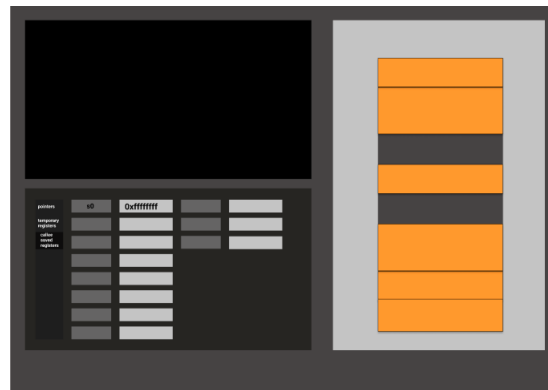 pointers
s0
0xffffffff
temporary
registers
callee
saved
registers